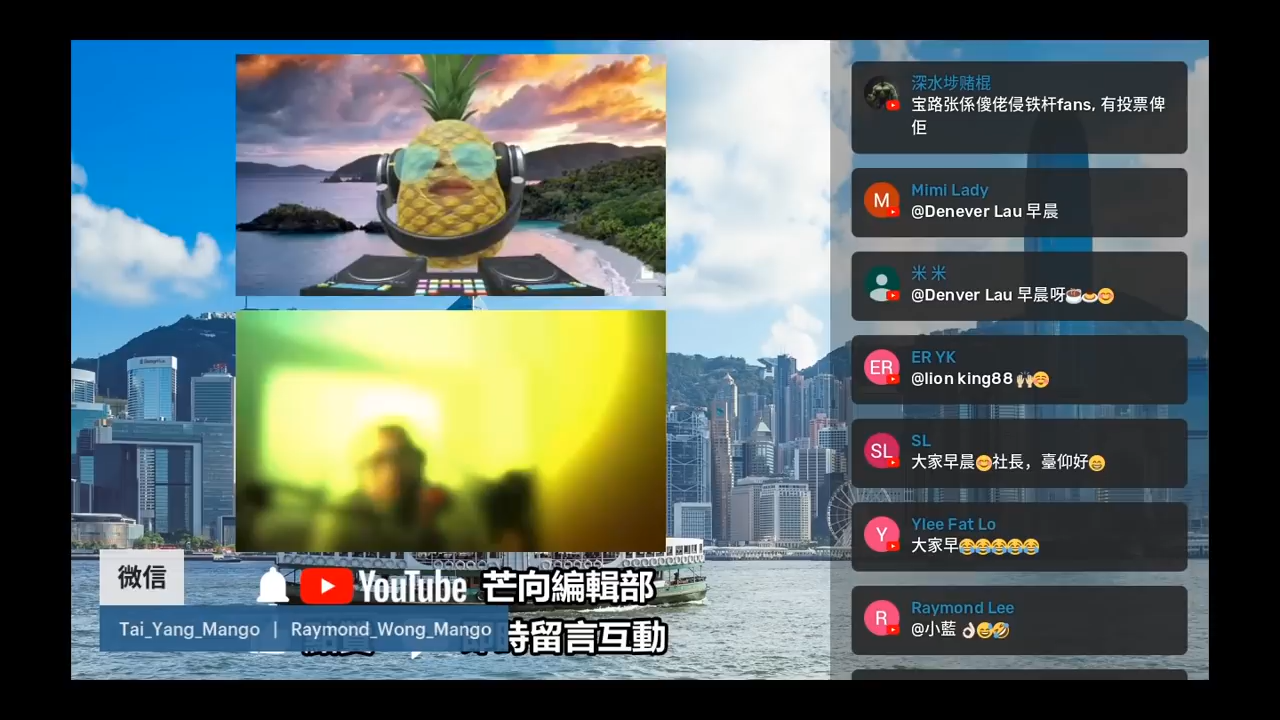 深水埗赌棍
宝路张係傻佬侵铁杆fans, 有投票俾
佢
M
Mimi Lady
@Denever Lau 早晨
米 米
@Denver Lau 早晨呀
ER
ER YK
@lion king88
SL
SL
大家早晨社長，臺仰好
Y
Ylee Fat Lo
大家早
R
Raymond Lee
@小藍
微信
Tai_Yang_Mango | Raymond_Wong_Mango
YouTube 芒向編輯部
時留言互動